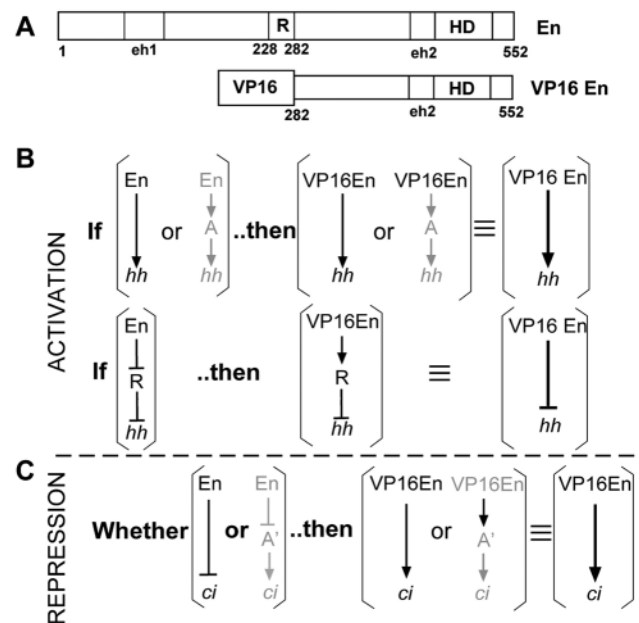 A
R
HD
En
1
eh1
228
282
eh2
552
VP16
HD
VP16 En
282
eh2
552
B
ACTIVATION
If
En
hh
or
En
A
hh
..then
VP16En
hh
or
VP16En
A
hh
≡
VP16 En
hh
If
En
R
hh
..then
VP16En
R
hh
≡
VP16 En
hh
C
REPRESSION
Whether
En
ci
or
En
A'
ci
..then
VP16En
ci
or
VP16En
A'
ci
≡
VP16En
ci